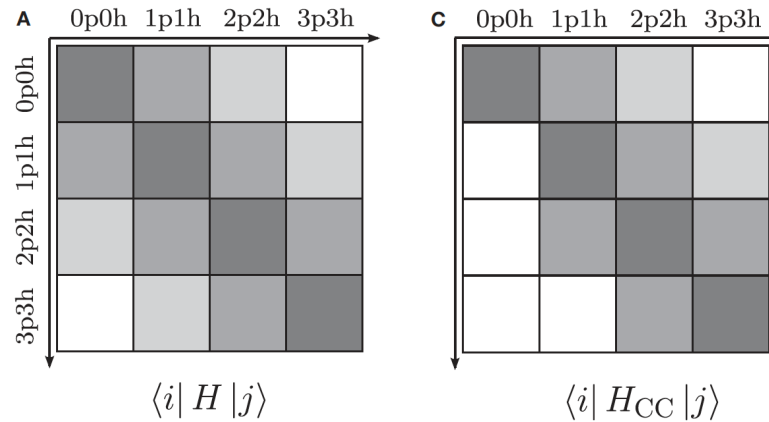 A 0p0h 1p1h 2p2h 3p3h
0p0h
1p1h
2p2h
3p3h
⟨i| H |j⟩
C 0p0h 1p1h 2p2h 3p3h
⟨i| H_CC |j⟩